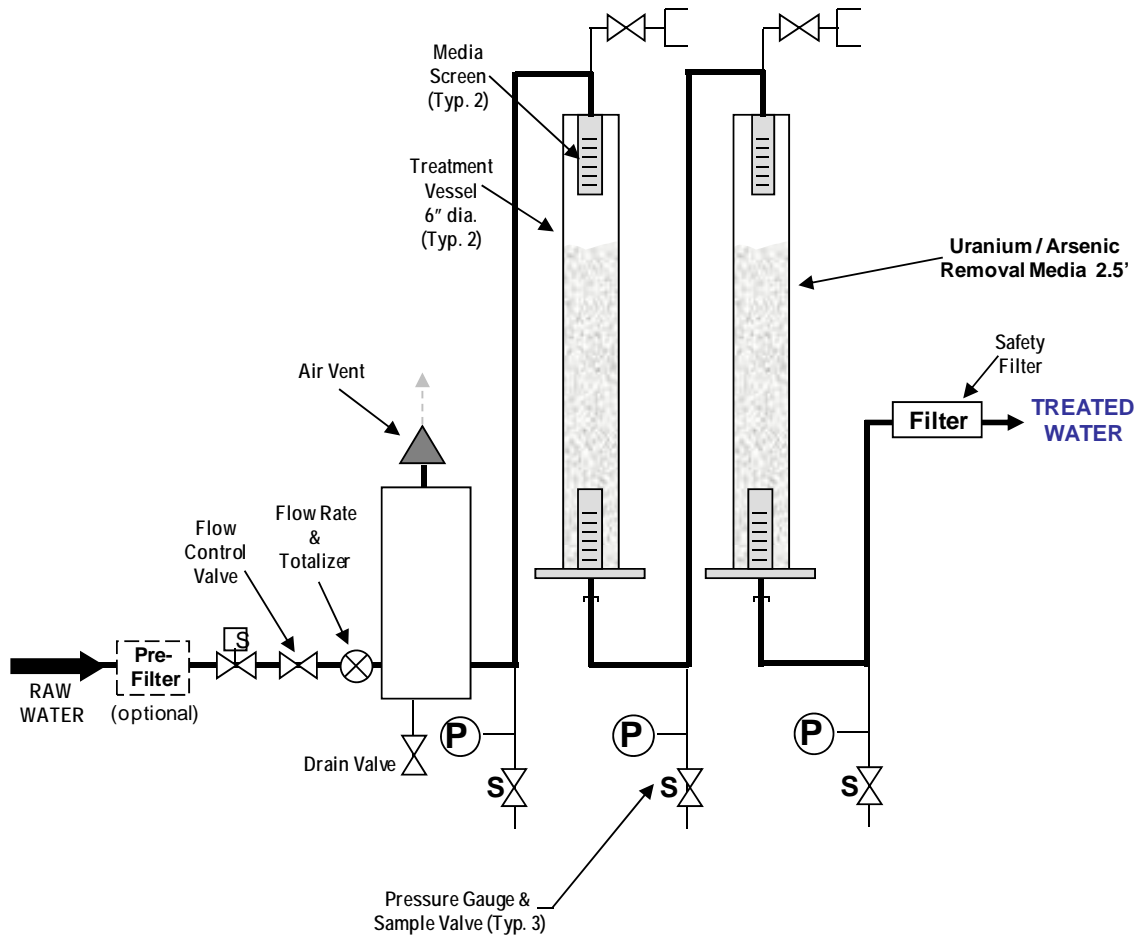 Media
Screen
(Typ. 2)
Treatment
Vessel
6" dia.
(Typ. 2)
Uranium / Arsenic
Removal Media 2.5'
Safety
Filter
Filter
TREATED
WATER
Air Vent
Flow Rate
&
Totalizer
Flow
Control
Valve
S
Pre-
Filter
(optional)
RAW
WATER
Drain Valve
P
S
P
S
P
S
Pressure Gauge &
Sample Valve (Typ. 3)